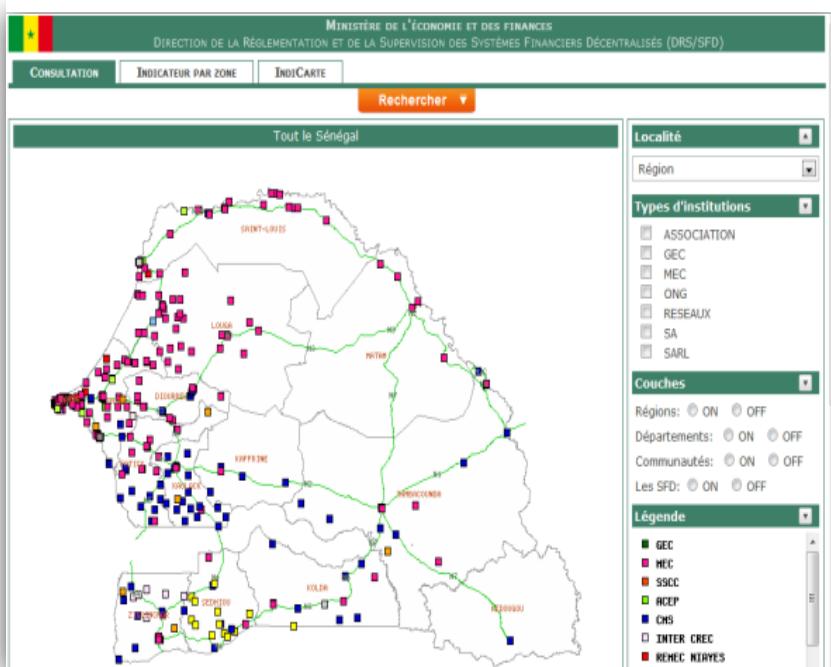 MINISTÈRE DE L'ÉCONOMIE ET DES FINANCES
DIRECTION DE LA RÉGLEMENTATION ET DE LA SUPERVISION DES SYSTÈMES FINANCIERS DÉCENTRALISÉS (DRS/SFD)
CONSULTATION
INDICATEUR PAR ZONE
INDICARTE
Rechercher
Tout le Sénégal
SAINT-LOUIS
LOUGA
MATAM
DIOURBEL
KAFFRINE
KAOLACK
TAMBACOUNDA
KOLDA
SEDHIOU
KEDOUGOU
Localité
Région
Types d'institutions
ASSOCIATION
GEC
MEC
ONG
RESEAUX
SA
SARL
Couches
Régions: ON OFF
Départements: ON OFF
Communautés: ON OFF
Les SFD: ON OFF
Légende
GEC
MEC
SSCC
ACEP
CMS
INTER CREC
REMEC NIAYES